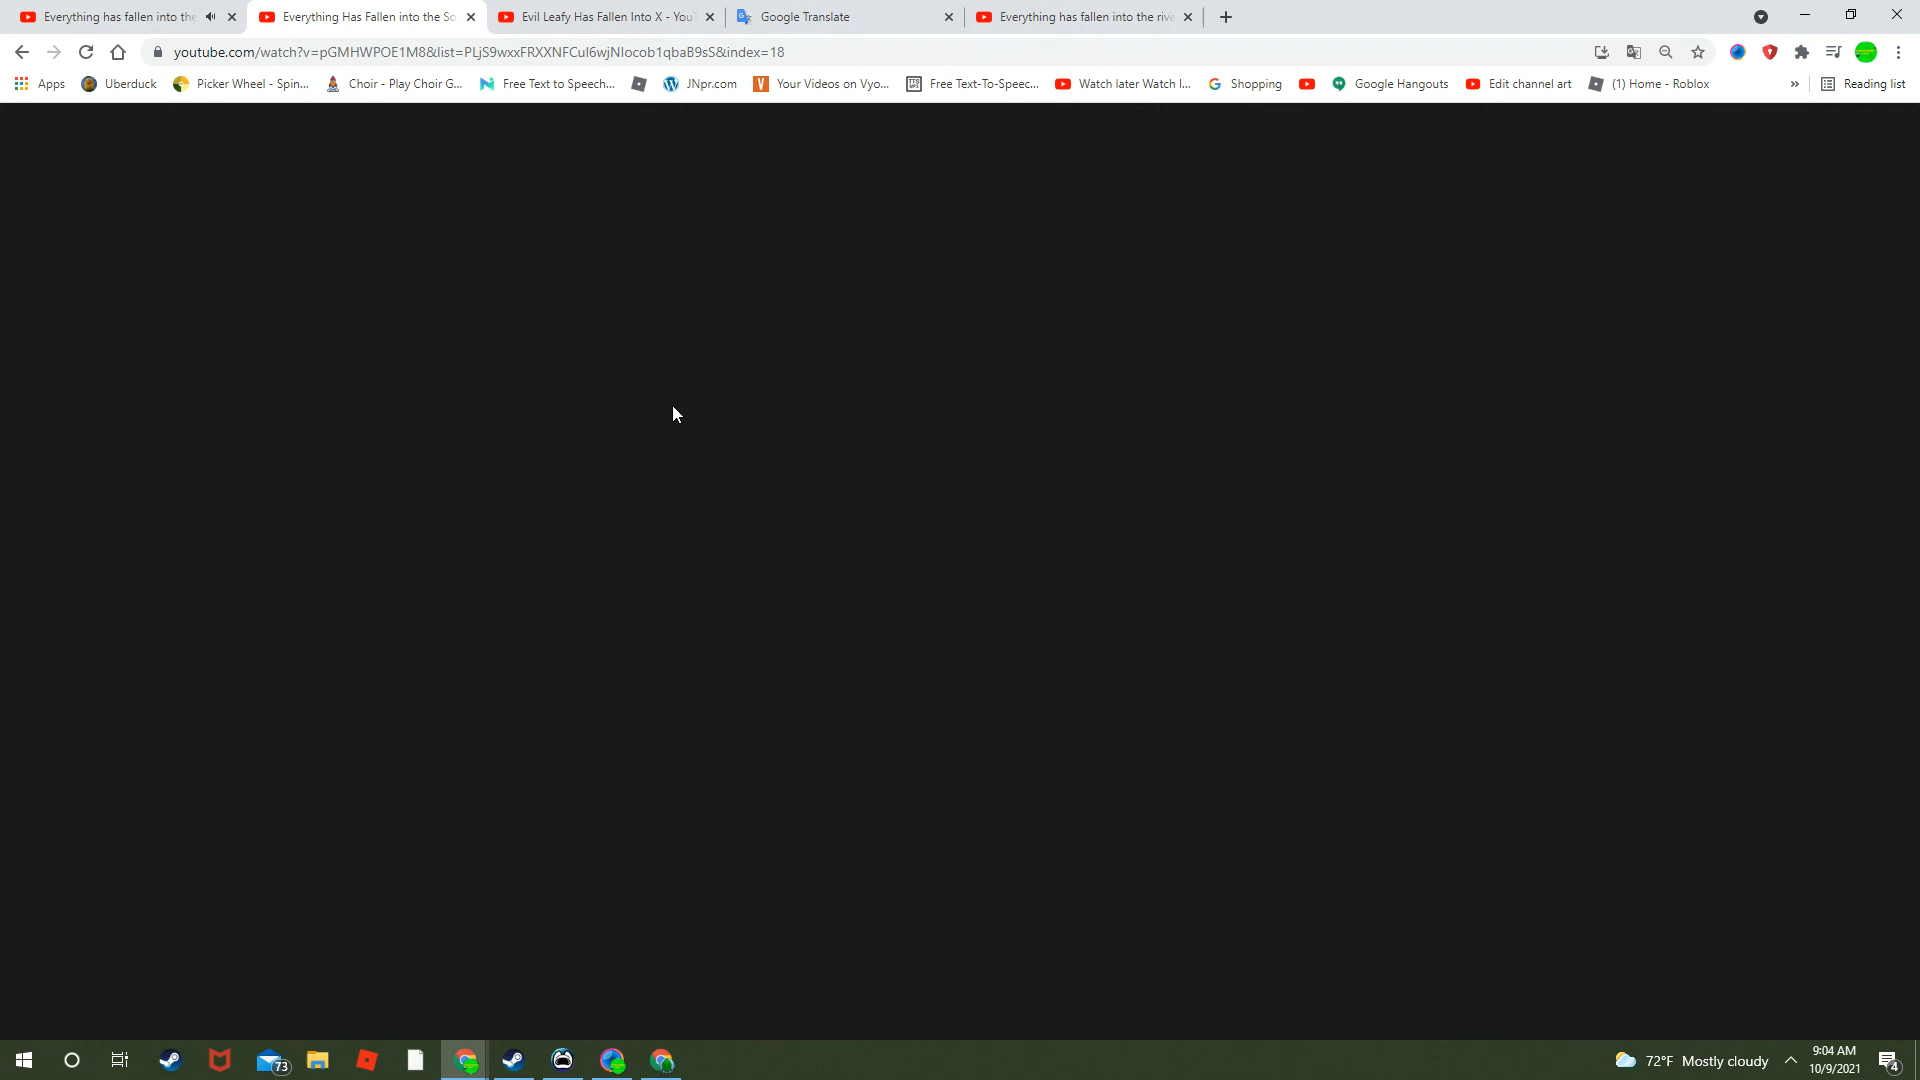 Everything has fallen into the
Everything Has Fallen into the So
Evil Leafy Has Fallen Into X - You
Google Translate
Everything has fallen into the rive
youtube.com/watch?v=pGMHWPOE1M8&list=PLjS9wxxFRXXNFCul6wjNIocob1qbaB9sS&index=18
Apps
Uberduck
Picker Wheel - Spin...
Choir - Play Choir G...
Free Text to Speech...
JNpr.com
Your Videos on Vyo...
Free Text-To-Speec...
Watch later Watch l...
Shopping
Google Hangouts
Edit channel art
(1) Home - Roblox
»
Reading list
73
72°F Mostly cloudy
9:04 AM
10/9/2021
4